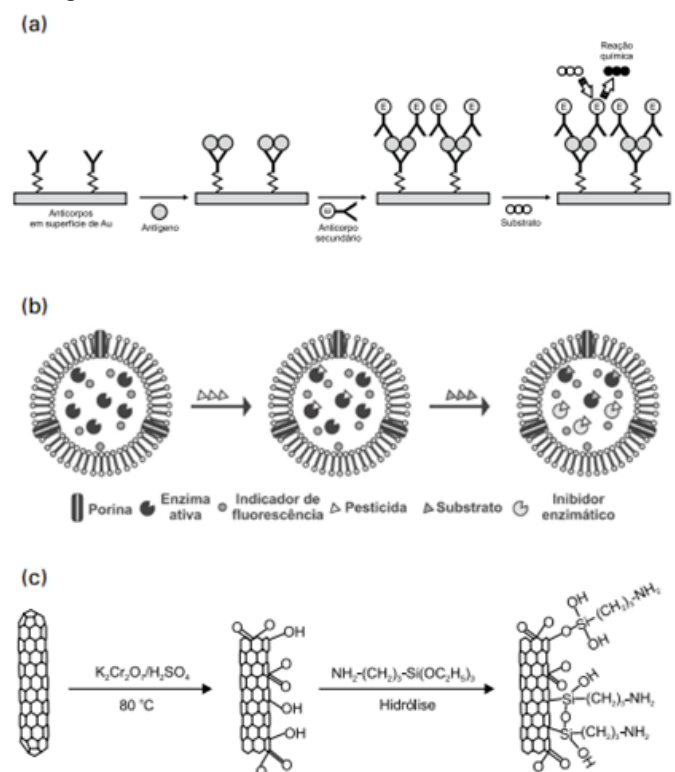 (a)
Reação
química
E E E E E E E E
Anticorpos
em superfície de Au
Antígeno
E
Anticorpo
secundário
Substrato
(b)
Porina
Enzima
ativa
Indicador de
fluorescência
Pesticida
Substrato
Inibidor
enzimático
(c)
K₂Cr₂O₇/H₂SO₄
80 °C
OH
OH
OH
NH₂-(CH₂)₃-Si(OC₂H₅)₃
Hidrólise
OH
O-Si-(CH₂)₃-NH₂
OH
OH
Si-(CH₂)₃-NH₂
O
Si-(CH₂)₃-NH₂
OH